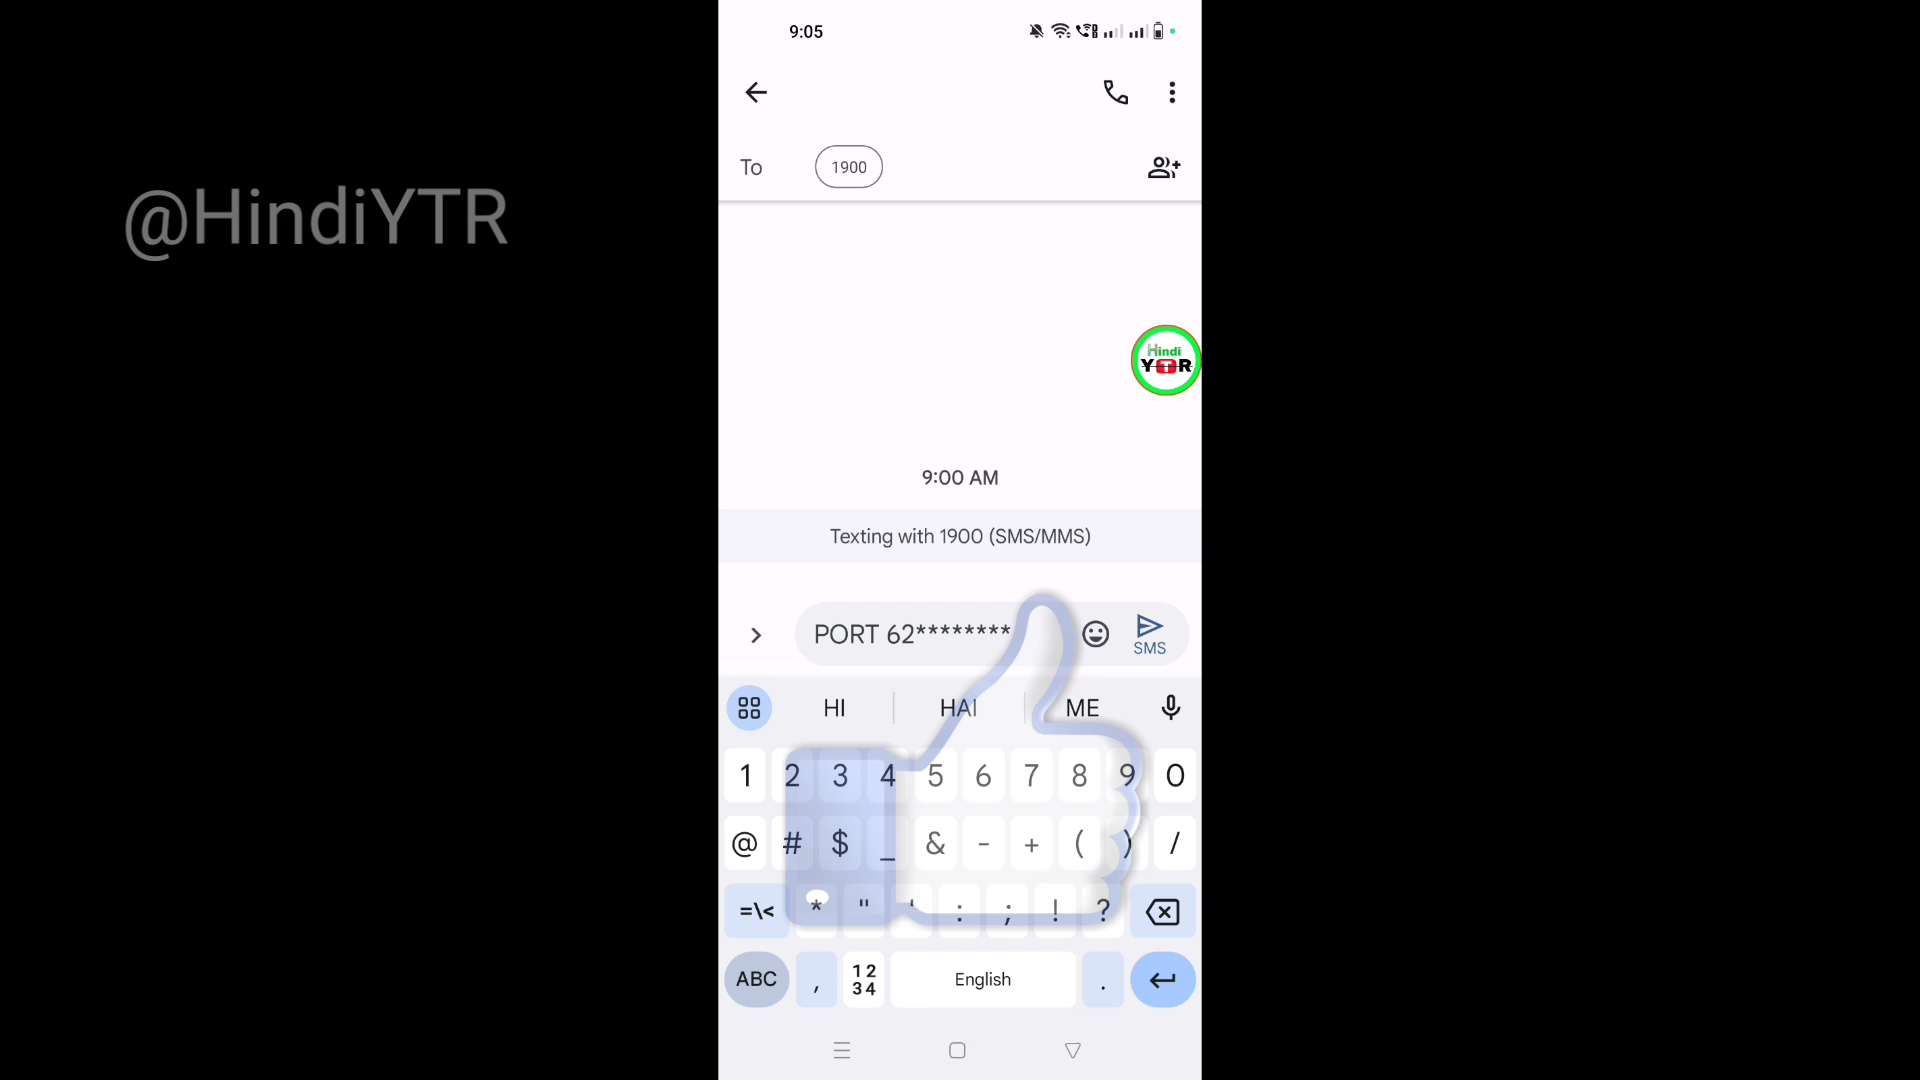 9:05
@HindiYTR
To 1900
Hindi
YTR
9:00 AM
Texting with 1900 (SMS/MMS)
PORT 62********
SMS
HI HAI ME
1 2 3 4 5 6 7 8 9 0
@ # $ _ & - + ( ) /
=\< * " ' : ; ! ?
ABC , 12 34 English .